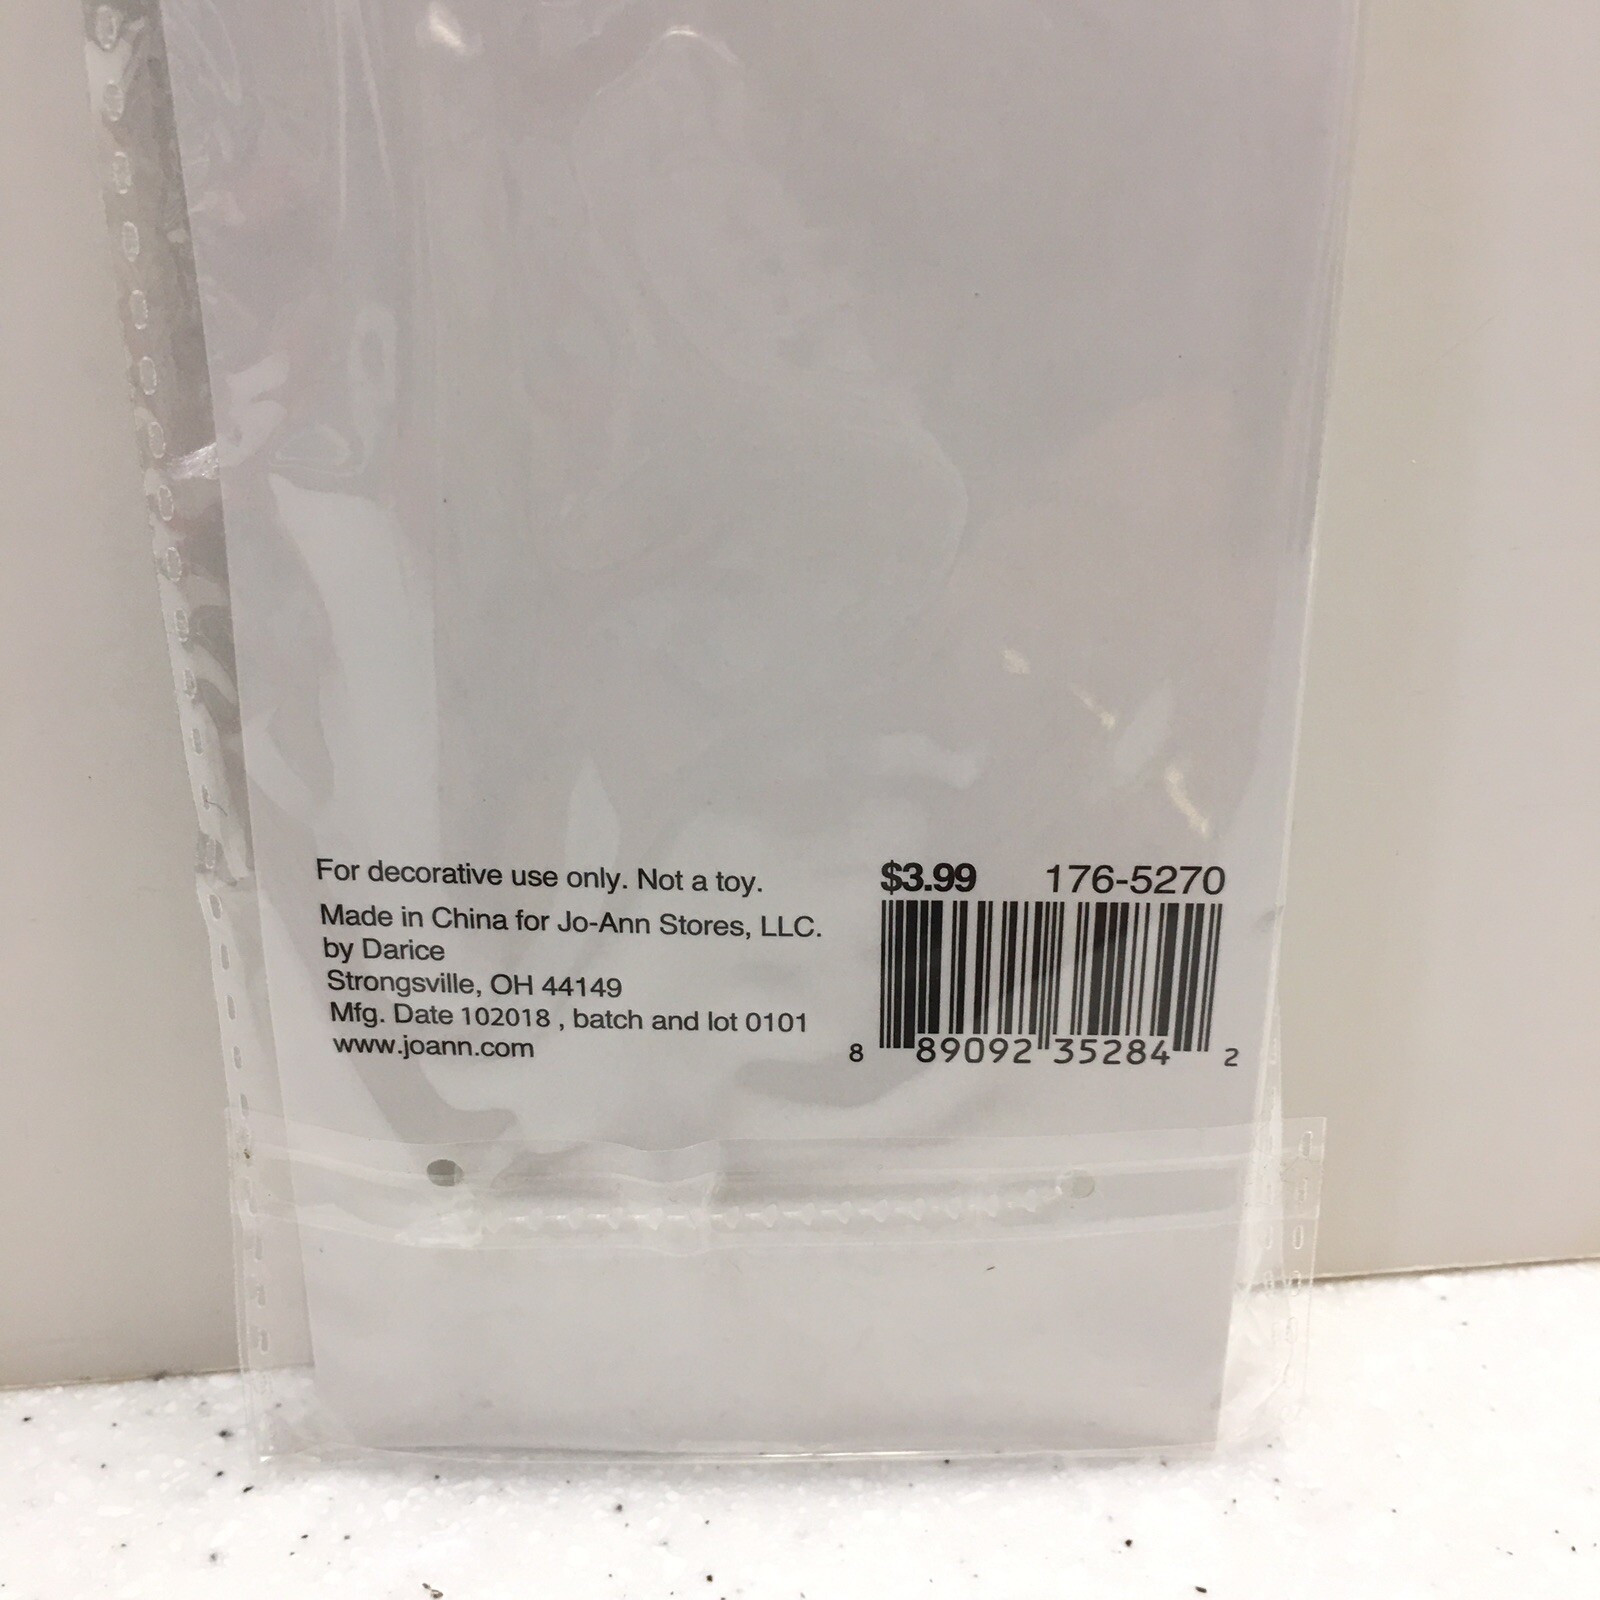 For decorative use only. Not a toy.
Made in China for Jo-Ann Stores, LLC.
by Darice
Strongsville, OH 44149
Mfg. Date 102018 , batch and lot 0101
www.joann.com
$3.99 176-5270
8 89092 35284 2